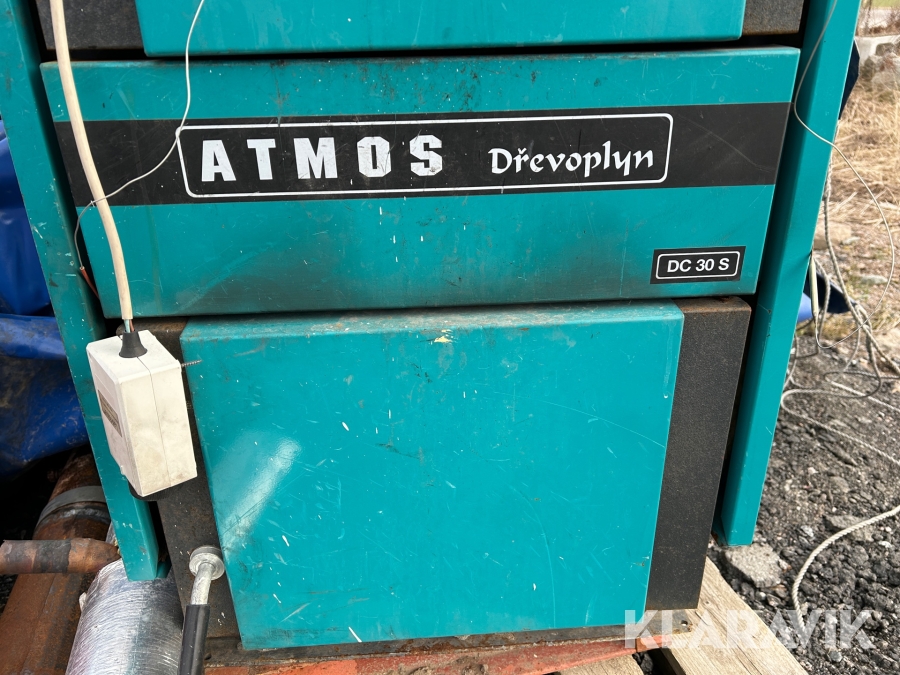 ATMOS Dřevoplyn
DC 30 S
KLARAVIK